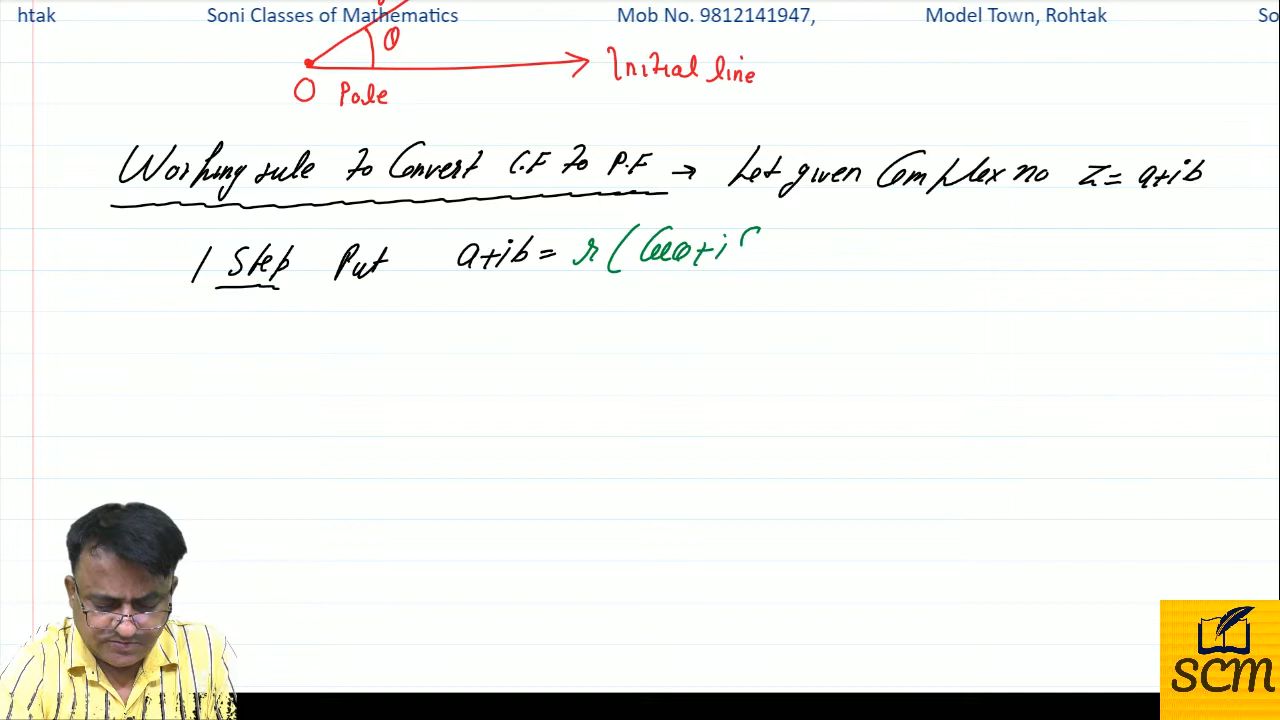 htak Soni Classes of Mathematics Mob No. 9812141947, Model Town, Rohtak So
θ
Initial line
O Pole
Working rule to Convert C.F to P.F → Let given Complex no Z = a+ib
1 Step Put a+ib = r ( Cosθ+i
SCM